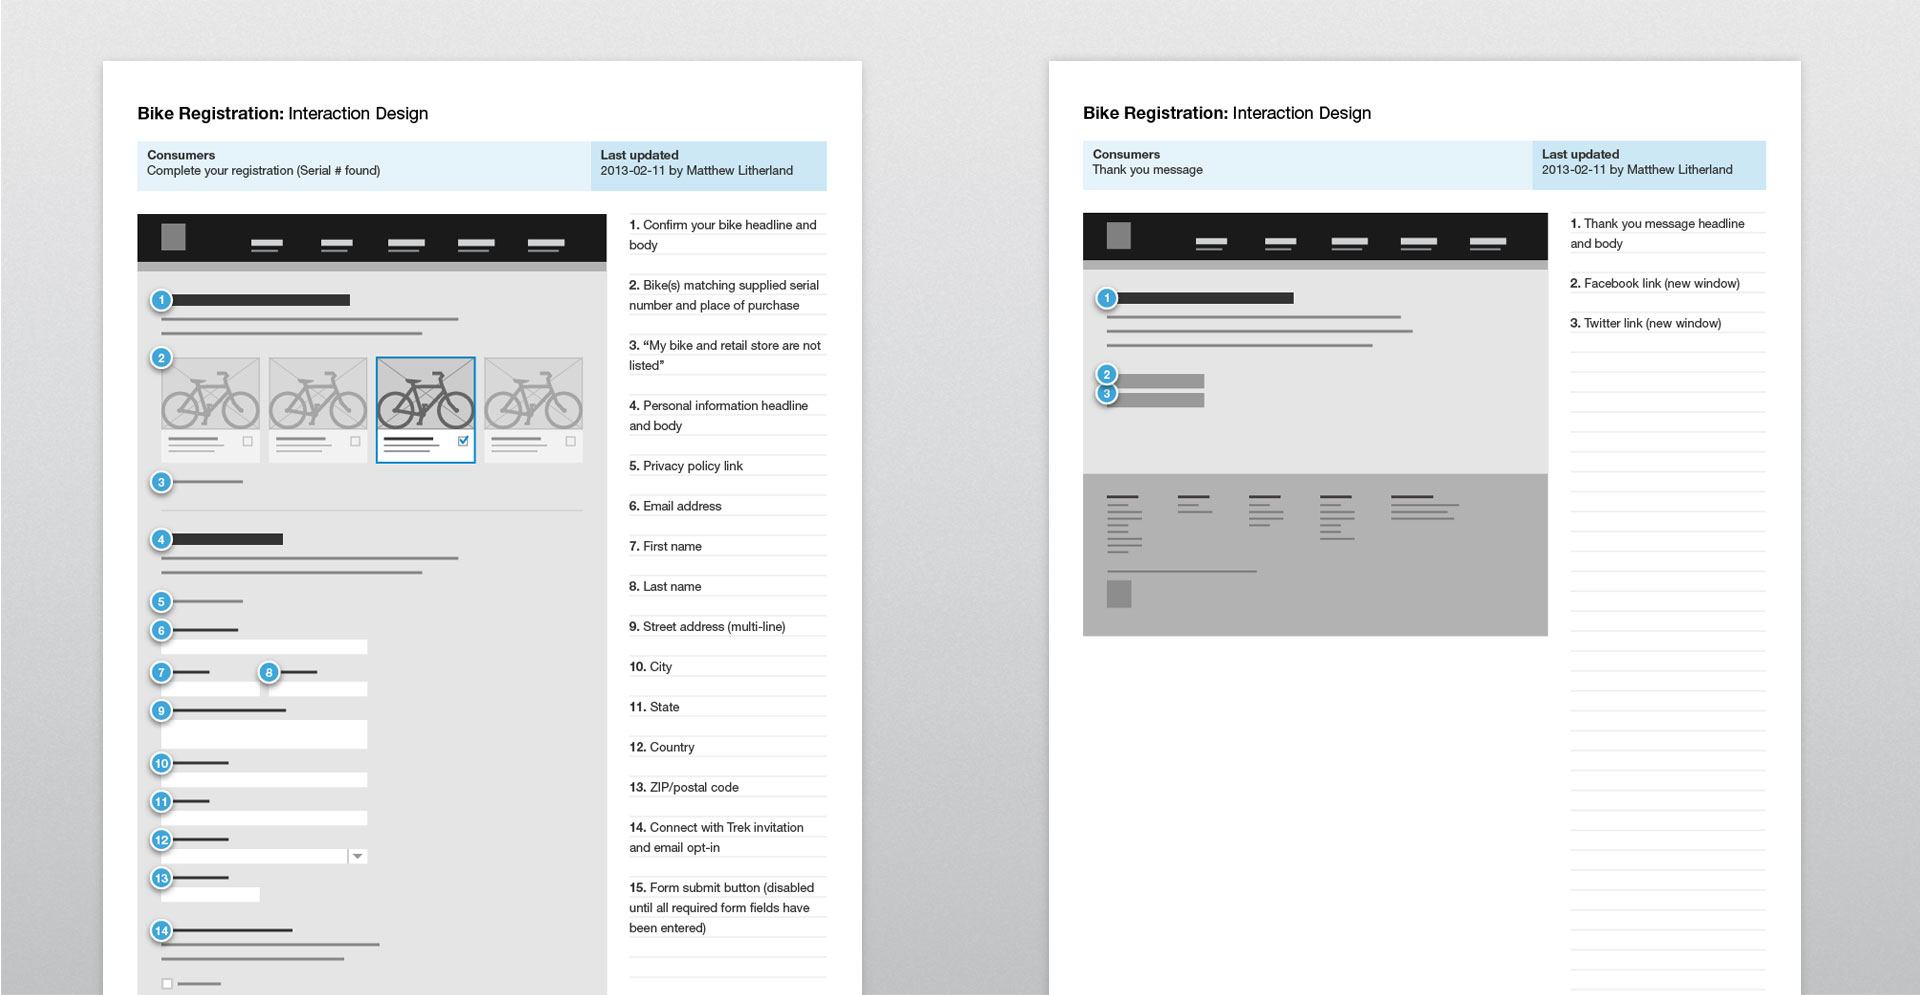 Bike Registration: Interaction Design
Consumers
Complete your registration (Serial # found)
Last updated
2013-02-11 by Matthew Litherland
1
2
3
4
5
6
7
8
9
10
11
12
13
14
1. Confirm your bike headline and
body
2. Bike(s) matching supplied serial
number and place of purchase
3. “My bike and retail store are not
listed”
4. Personal information headline
and body
5. Privacy policy link
6. Email address
7. First name
8. Last name
9. Street address (multi-line)
10. City
11. State
12. Country
13. ZIP/postal code
14. Connect with Trek invitation
and email opt-in
15. Form submit button (disabled
until all required form fields have
been entered)
Bike Registration: Interaction Design
Consumers
Thank you message
Last updated
2013-02-11 by Matthew Litherland
1
2
3
1. Thank you message headline
and body
2. Facebook link (new window)
3. Twitter link (new window)